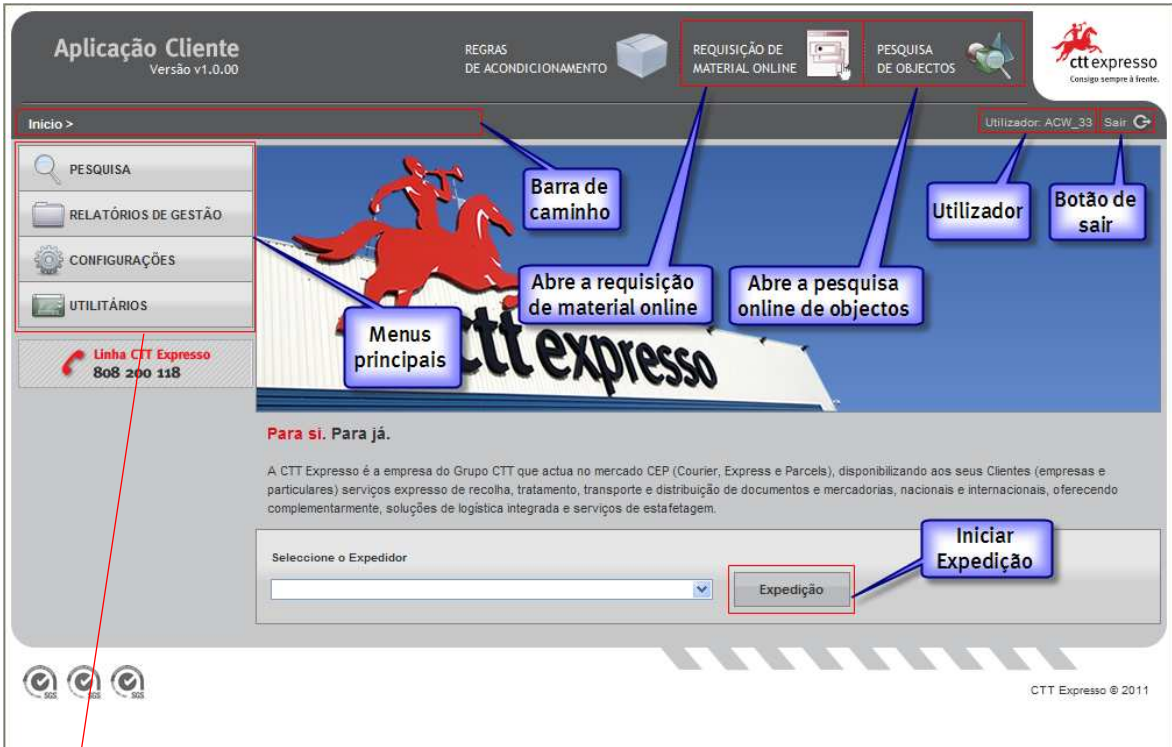 Aplicação Cliente
Versão v1.0.00
REGRAS
DE ACONDICIONAMENTO
REQUISIÇÃO DE
MATERIAL ONLINE
PESQUISA
DE OBJECTOS
ctt expresso
Consigo sempre à frente.
Início >
Utilizador: ACW_33
Sair
PESQUISA
RELATÓRIOS DE GESTÃO
CONFIGURAÇÕES
UTILITÁRIOS
Linha CTT Expresso
808 200 118
Barra de
caminho
Utilizador
Botão de
sair
Abre a requisição
de material online
Abre a pesquisa
online de objectos
Menus
principais
ctt expresso
Para si. Para já.
A CTT Expresso é a empresa do Grupo CTT que actua no mercado CEP (Courier, Express e Parcels), disponibilizando aos seus Clientes (empresas e
particulares) serviços expresso de recolha, tratamento, transporte e distribuição de documentos e mercadorias, nacionais e internacionais, oferecendo
complementarmente, soluções de logística integrada e serviços de estafetagem.
Iniciar
Expedição
Seleccione o Expedidor
Expedição
SGS
SGS
SGS
CTT Expresso © 2011